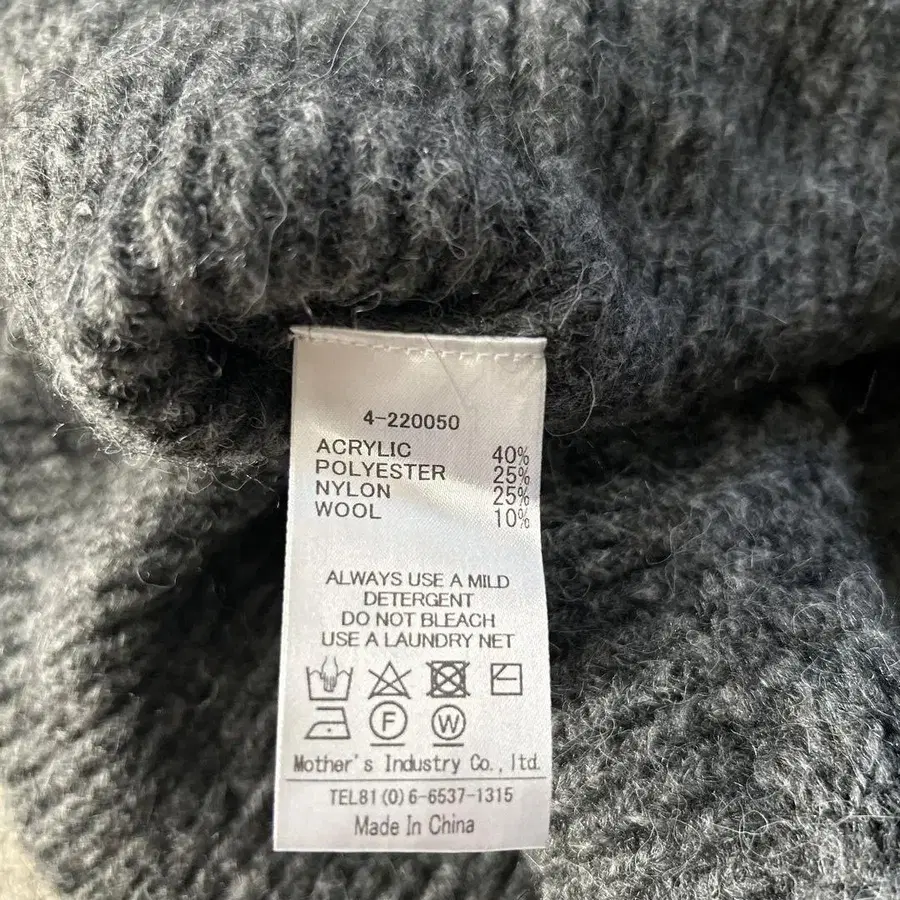 4-220050
ACRYLIC 40%
POLYESTER 25%
NYLON 25%
WOOL 10%
ALWAYS USE A MILD
DETERGENT
DO NOT BLEACH
USE A LAUNDRY NET
F W
Mother's Industry Co.,ltd.
TEL81(0)6-6537-1315
Made In China